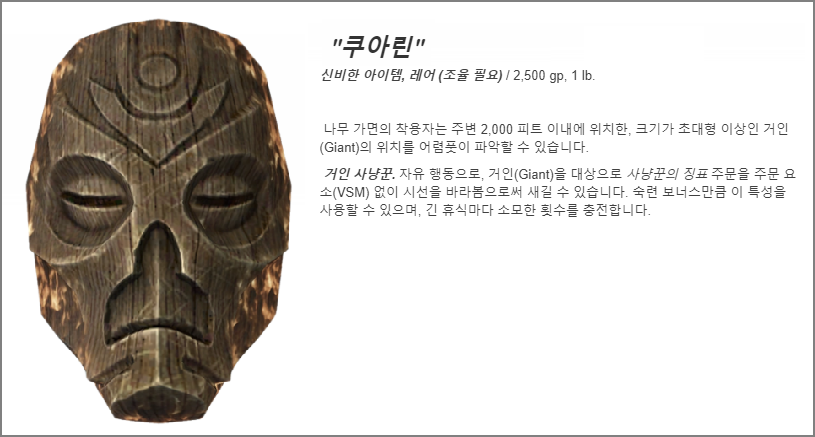 "쿠아린"
신비한 아이템, 레어 (조율 필요) / 2,500 gp, 1 lb.
나무 가면의 착용자는 주변 2,000 피트 이내에 위치한, 크기가 초대형 이상인 거인
(Giant)의 위치를 어렴풋이 파악할 수 있습니다.
거인 사냥꾼. 자유 행동으로, 거인(Giant)을 대상으로 사냥꾼의 징표 주문을 주문 요
소(VSM) 없이 시선을 바라봄으로써 새길 수 있습니다. 숙련 보너스만큼 이 특성을
사용할 수 있으며, 긴 휴식마다 소모한 횟수를 충전합니다.